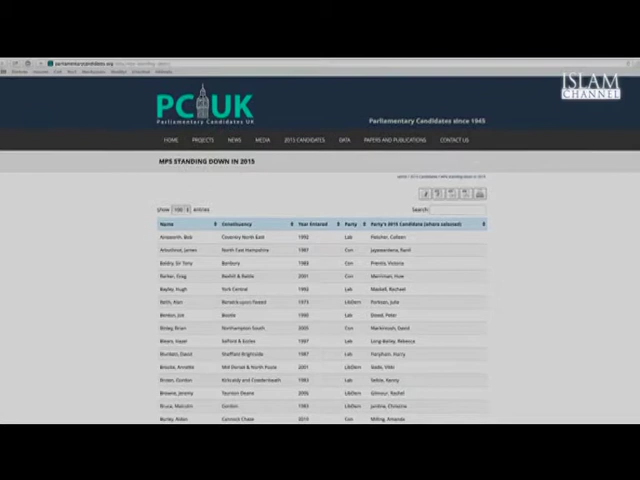 parliamentarycandidates.org
ISLAM
CHANNEL
PC UK
Parliamentary Candidates UK
Parliamentary Candidates since 1945
HOME PROJECTS NEWS MEDIA 2015 CANDIDATES DATA PAPERS AND PUBLICATIONS CONTACT US
MPS STANDING DOWN IN 2015
Show 100 entries Search:
Name Constituency Year Entered Party Party's 2015 Candidate (where selected)
Ainsworth, Bob Coventry North East 1992 Lab Fletcher, Colleen
Arbuthnot, James North East Hampshire 1987 Con Jayawardena, Ranil
Baldry, Sir Tony Banbury 1983 Con Prentis, Victoria
Barker, Greg Bexhill & Battle 2001 Con Merriman, Huw
Bayley, Hugh York Central 1992 Lab Maskell, Rachael
Beith, Alan Berwick-upon-Tweed 1973 LibDem Porksen, Julie
Benton, Joe Bootle 1990 Lab Dowd, Peter
Binley, Brian Northampton South 2005 Con Mackintosh, David
Blears, Hazel Salford & Eccles 1997 Lab Long-Bailey, Rebecca
Blunkett, David Sheffield Brightside 1987 Lab Harpham, Harry
Brooke, Annette Mid Dorset & North Poole 2001 LibDem Slade, Vikki
Brown, Gordon Kirkcaldy and Cowdenbeath 1983 Lab Selbie, Kenny
Browne, Jeremy Taunton Deane 2005 LibDem Gilmour, Rachel
Bruce, Malcolm Gordon 1983 LibDem Jardine, Christine
Burley, Aidan Cannock Chase 2010 Con Milling, Amanda